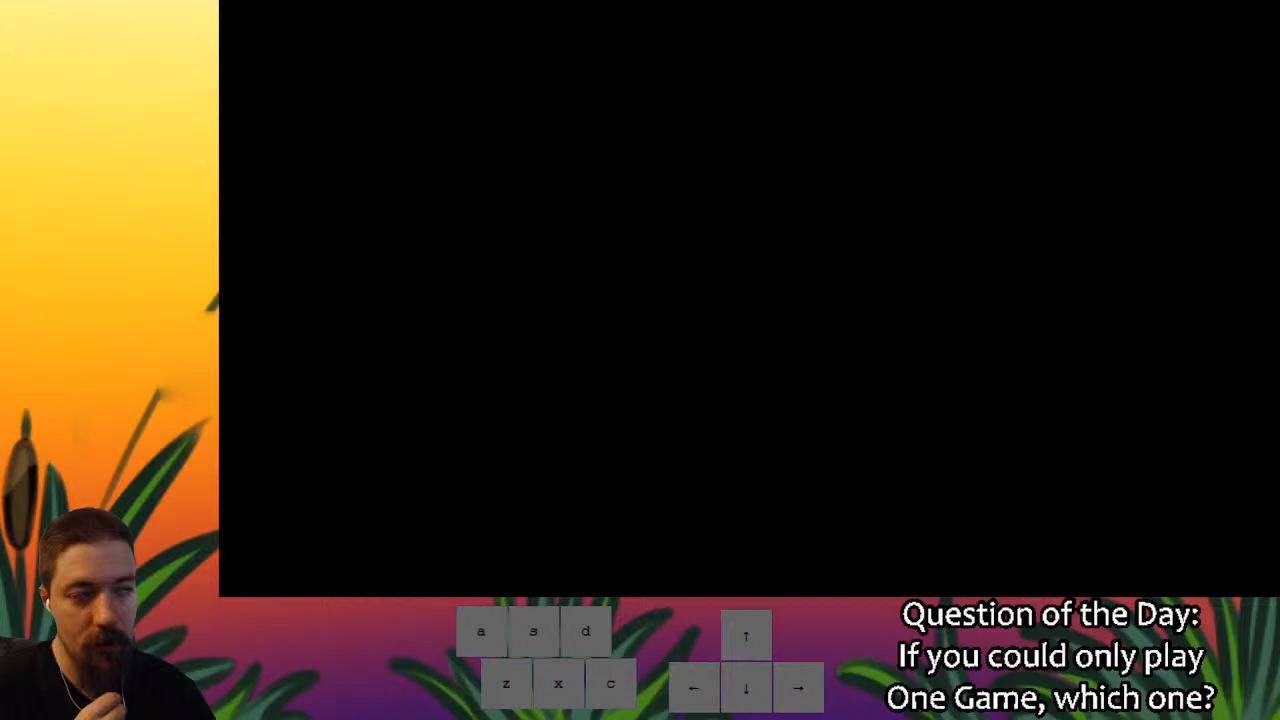 a s d ↑
z x c ← ↓ →
Question of the Day:
If you could only play
One Game, which one?